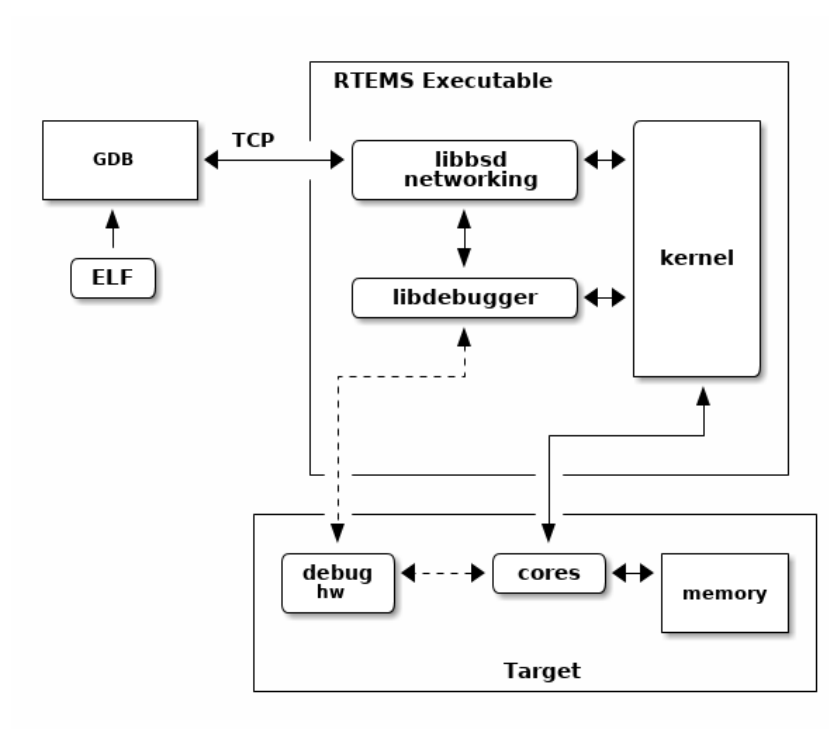 RTEMS Executable
TCP
GDB
libbsd
networking
kernel
ELF
libdebugger
debug
hw
cores
memory
Target